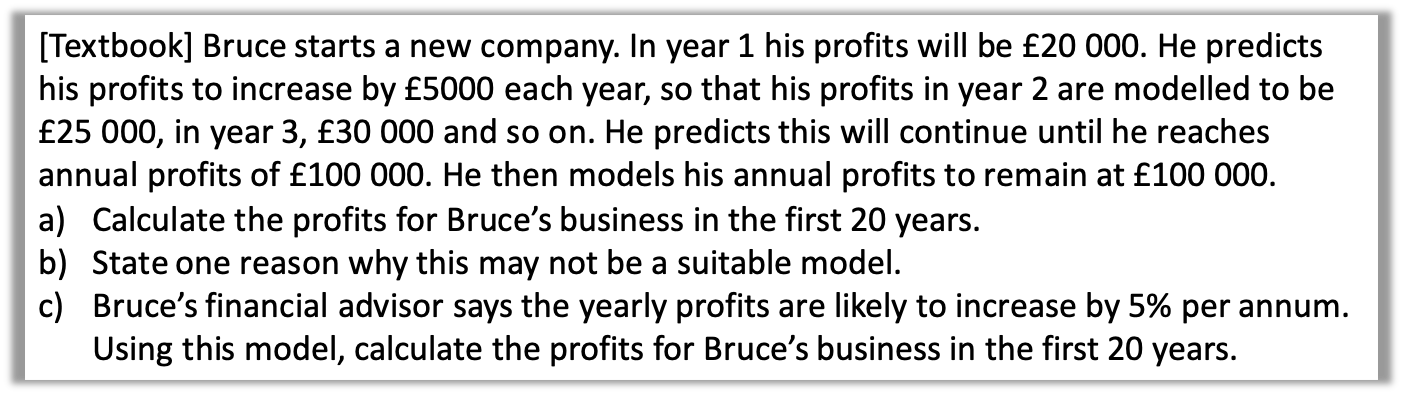 [Textbook] Bruce starts a new company. In year 1 his profits will be £20 000. He predicts
his profits to increase by £5000 each year, so that his profits in year 2 are modelled to be
£25 000, in year 3, £30 000 and so on. He predicts this will continue until he reaches
annual profits of £100 000. He then models his annual profits to remain at £100 000.
a) Calculate the profits for Bruce’s business in the first 20 years.
b) State one reason why this may not be a suitable model.
c) Bruce’s financial advisor says the yearly profits are likely to increase by 5% per annum.
Using this model, calculate the profits for Bruce’s business in the first 20 years.